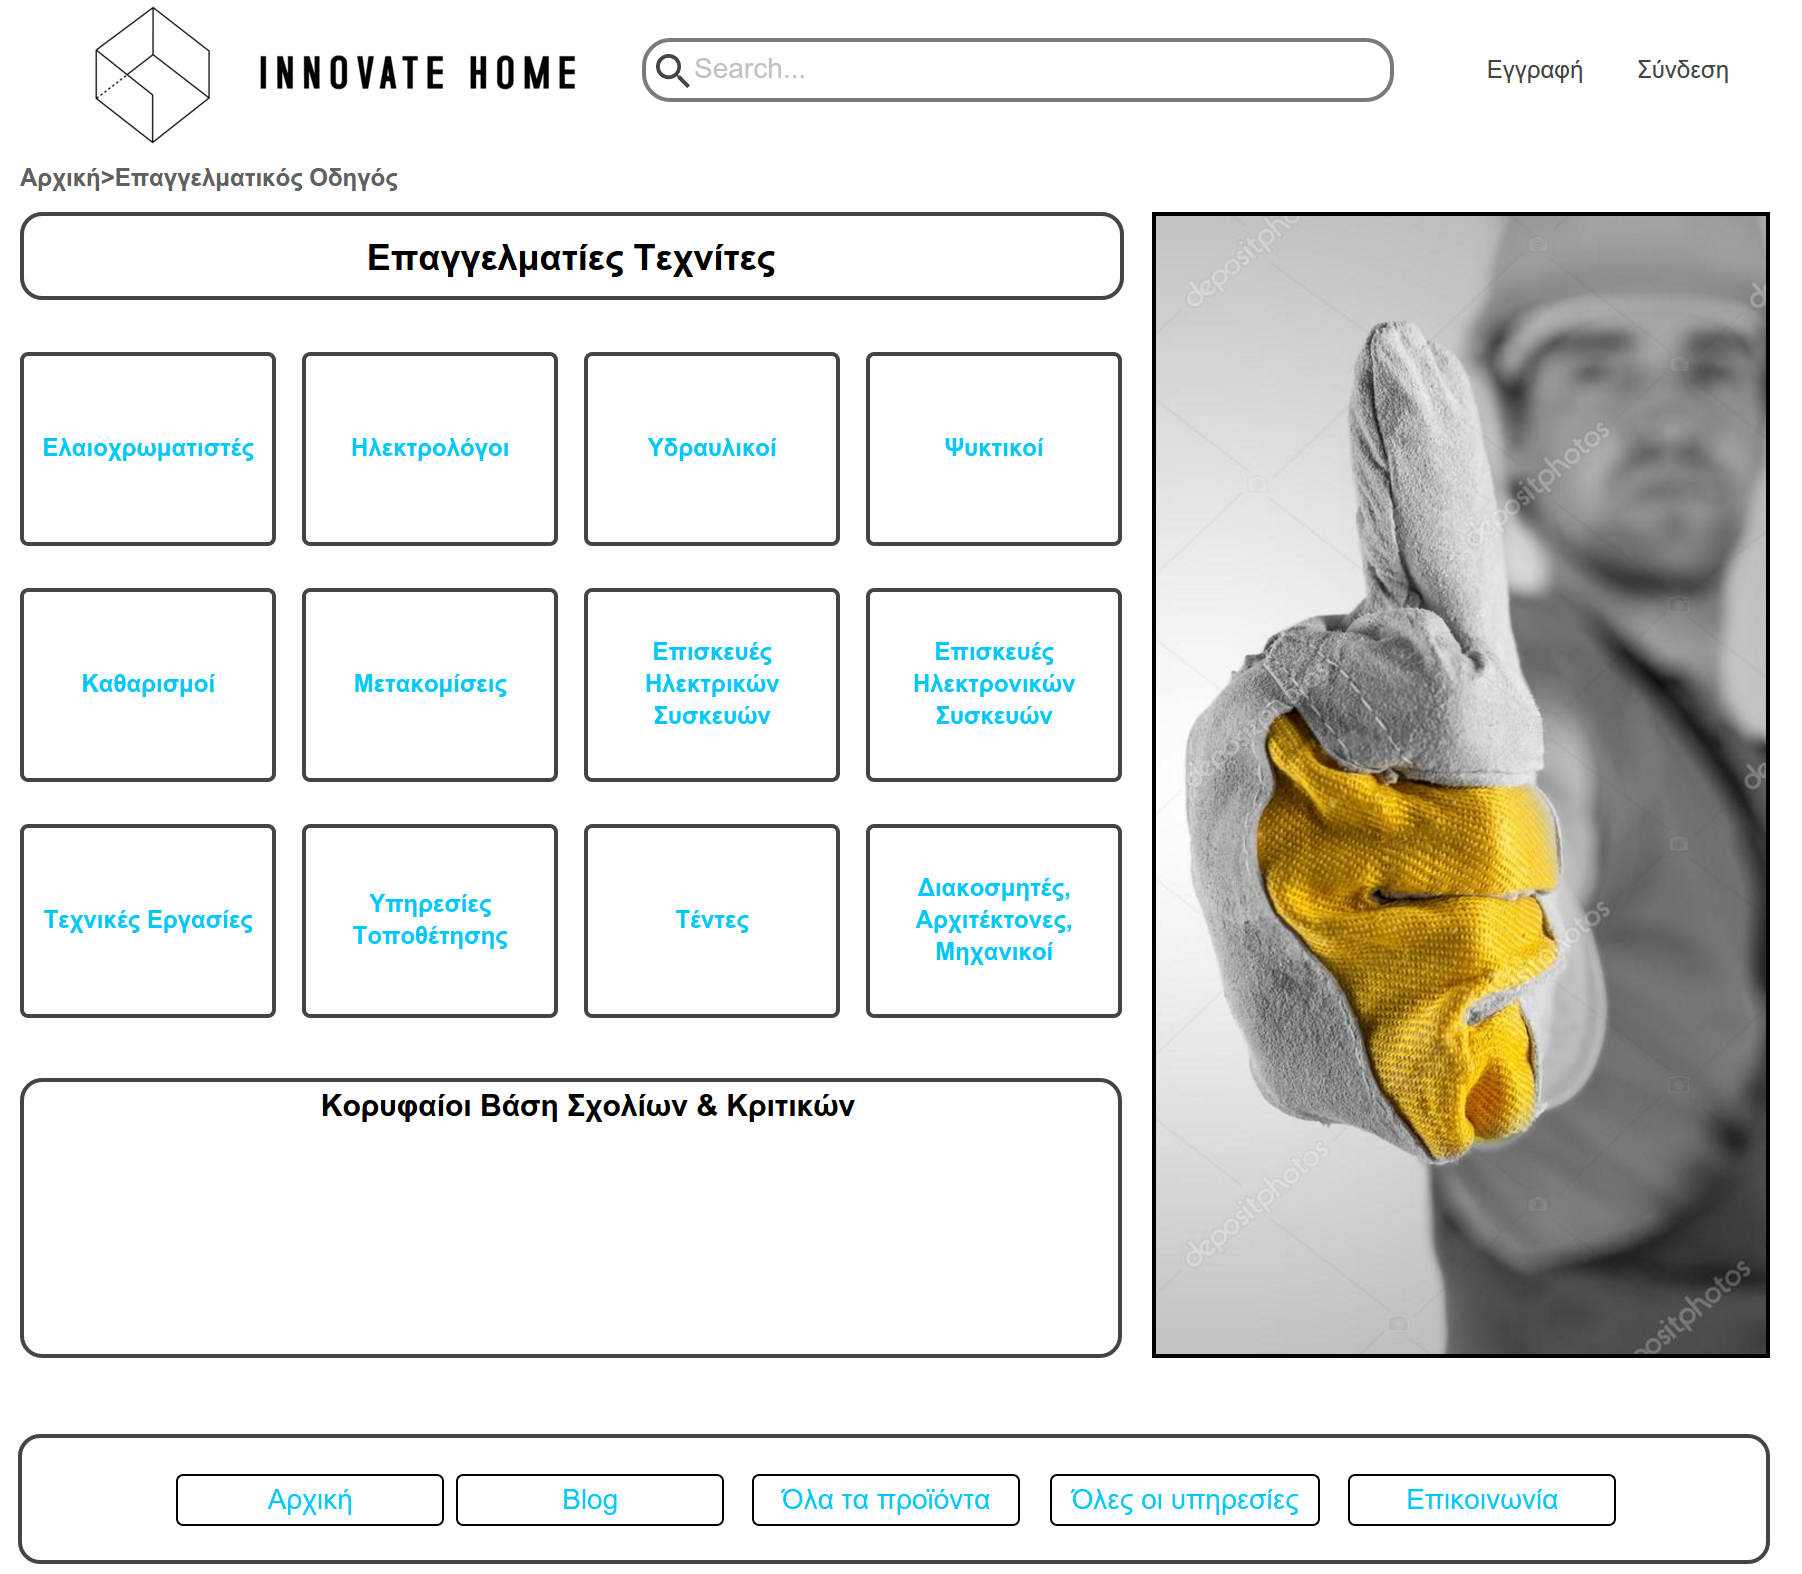 INNOVATE HOME
Search...
Εγγραφή
Σύνδεση
Αρχική>Επαγγελματικός Οδηγός
Επαγγελματίες Τεχνίτες
Ελαιοχρωματιστές
Ηλεκτρολόγοι
Υδραυλικοί
Ψυκτικοί
Καθαρισμοί
Μετακομίσεις
Επισκευές
Ηλεκτρικών
Συσκευών
Επισκευές
Ηλεκτρονικών
Συσκευών
Τεχνικές Εργασίες
Υπηρεσίες
Τοποθέτησης
Τέντες
Διακοσμητές,
Αρχιτέκτονες,
Μηχανικοί
Κορυφαίοι Βάση Σχολίων & Κριτικών
depositphotos
depositphotos
depositphotos
Αρχική
Blog
Όλα τα προϊόντα
Όλες οι υπηρεσίες
Επικοινωνία